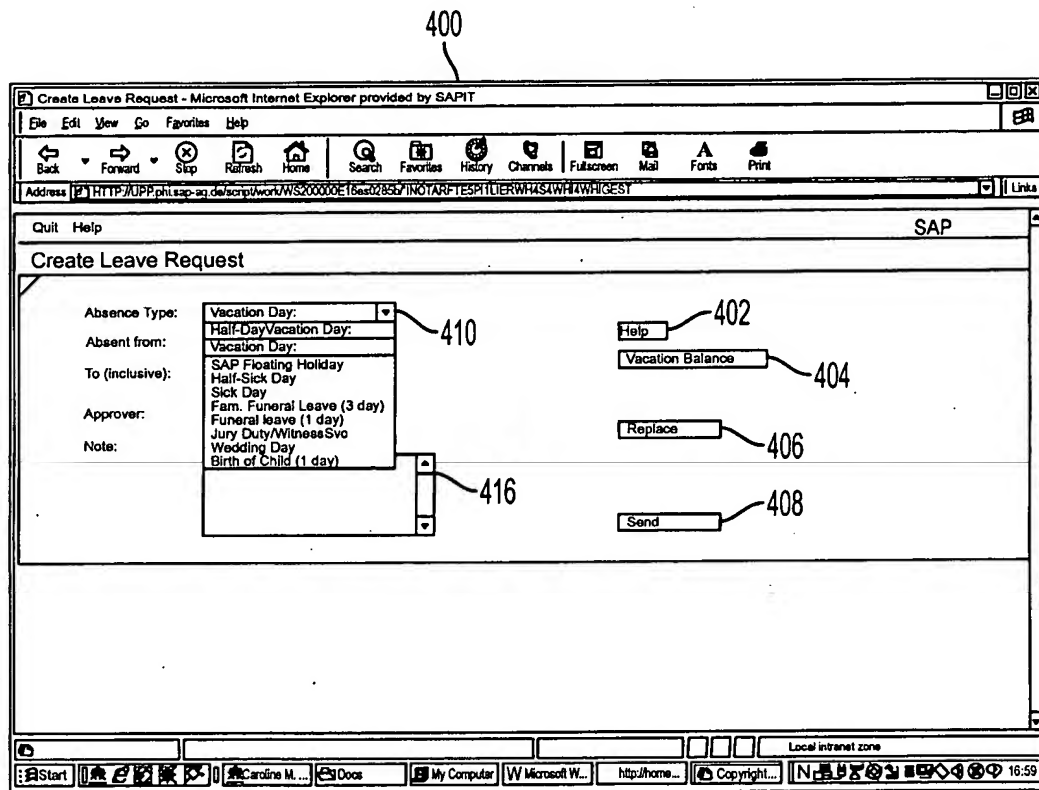 400
Create Leave Request - Microsoft Internet Explorer provided by SAPIT
File Edit View Go Favorites Help
Back Forward Stop Refresh Home Search Favorites History Channels Fullscreen Mail Fonts Print
Address Links
Quit Help SAP
Create Leave Request
Absence Type: Vacation Day: 410 Help 402
Half-DayVacation Day:
Absent from: Vacation Day: Vacation Balance 404
SAP Floating Holiday
To (inclusive): Half-Sick Day
Sick Day
Fam. Funeral Leave (3 day)
Approver: Funeral leave (1 day)
Jury Duty/WitnessSvc Replace 406
Note: Wedding Day
Birth of Child (1 day)
416
Send 408
Local intranet zone
Start Caroline M. ... Docs My Computer W Microsoft W... http://home... Copyright... N 16:59